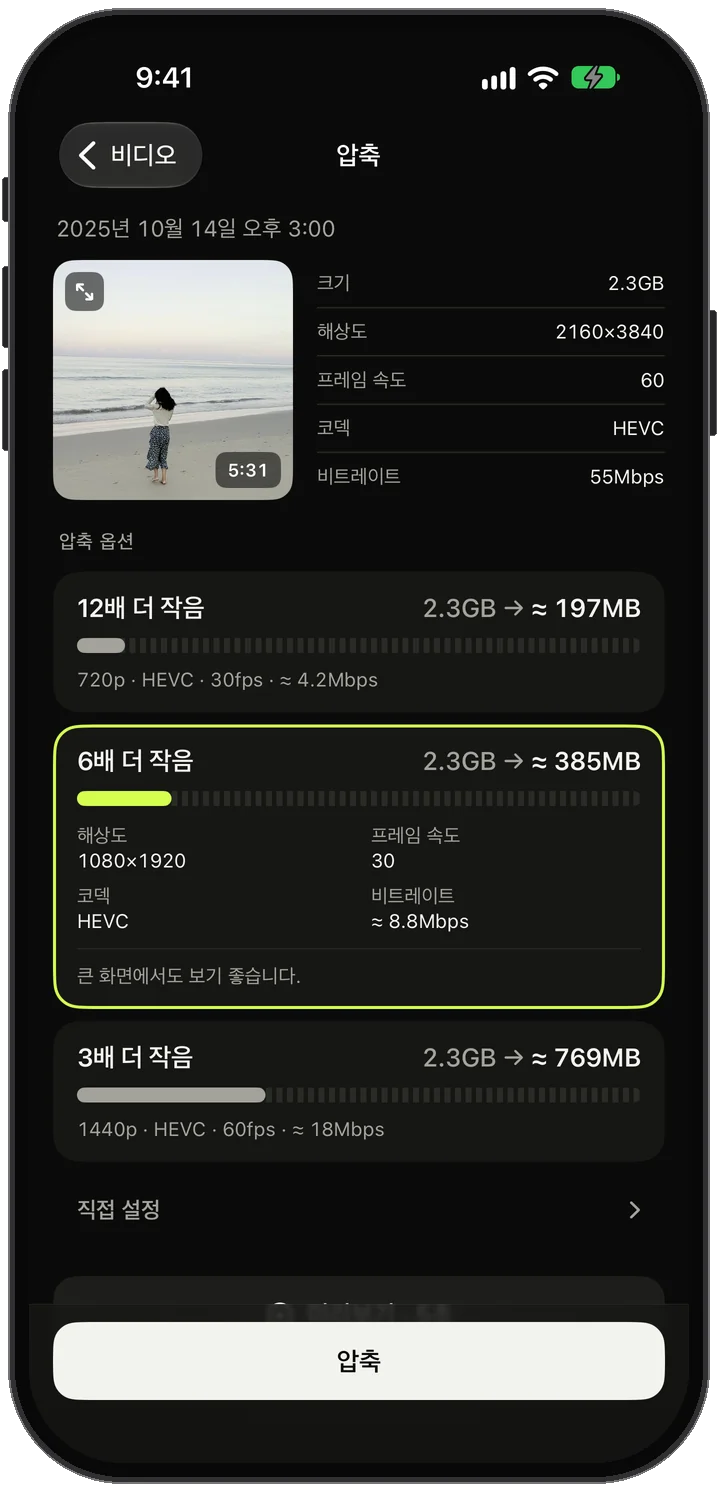 9:41
비디오
압축
2025년 10월 14일 오후 3:00
크기 2.3GB
해상도 2160×3840
프레임 속도 60
코덱 HEVC
비트레이트 55Mbps
5:31
압축 옵션
12배 더 작음 2.3GB → ≈ 197MB
720p · HEVC · 30fps · ≈ 4.2Mbps
6배 더 작음 2.3GB → ≈ 385MB
해상도 프레임 속도
1080×1920 30
코덱 비트레이트
HEVC ≈ 8.8Mbps
큰 화면에서도 보기 좋습니다.
3배 더 작음 2.3GB → ≈ 769MB
1440p · HEVC · 60fps · ≈ 18Mbps
직접 설정
압축